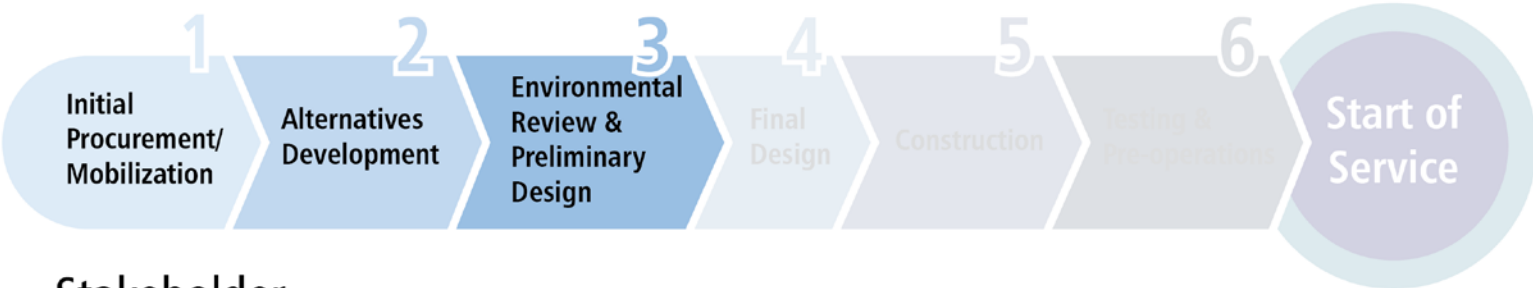 1
Initial
Procurement/
Mobilization
2
Alternatives
Development
3
Environmental
Review &
Preliminary
Design
4
Final
Design
5
Construction
6
Testing &
Pre-operations
Start of
Service
Stakeholder